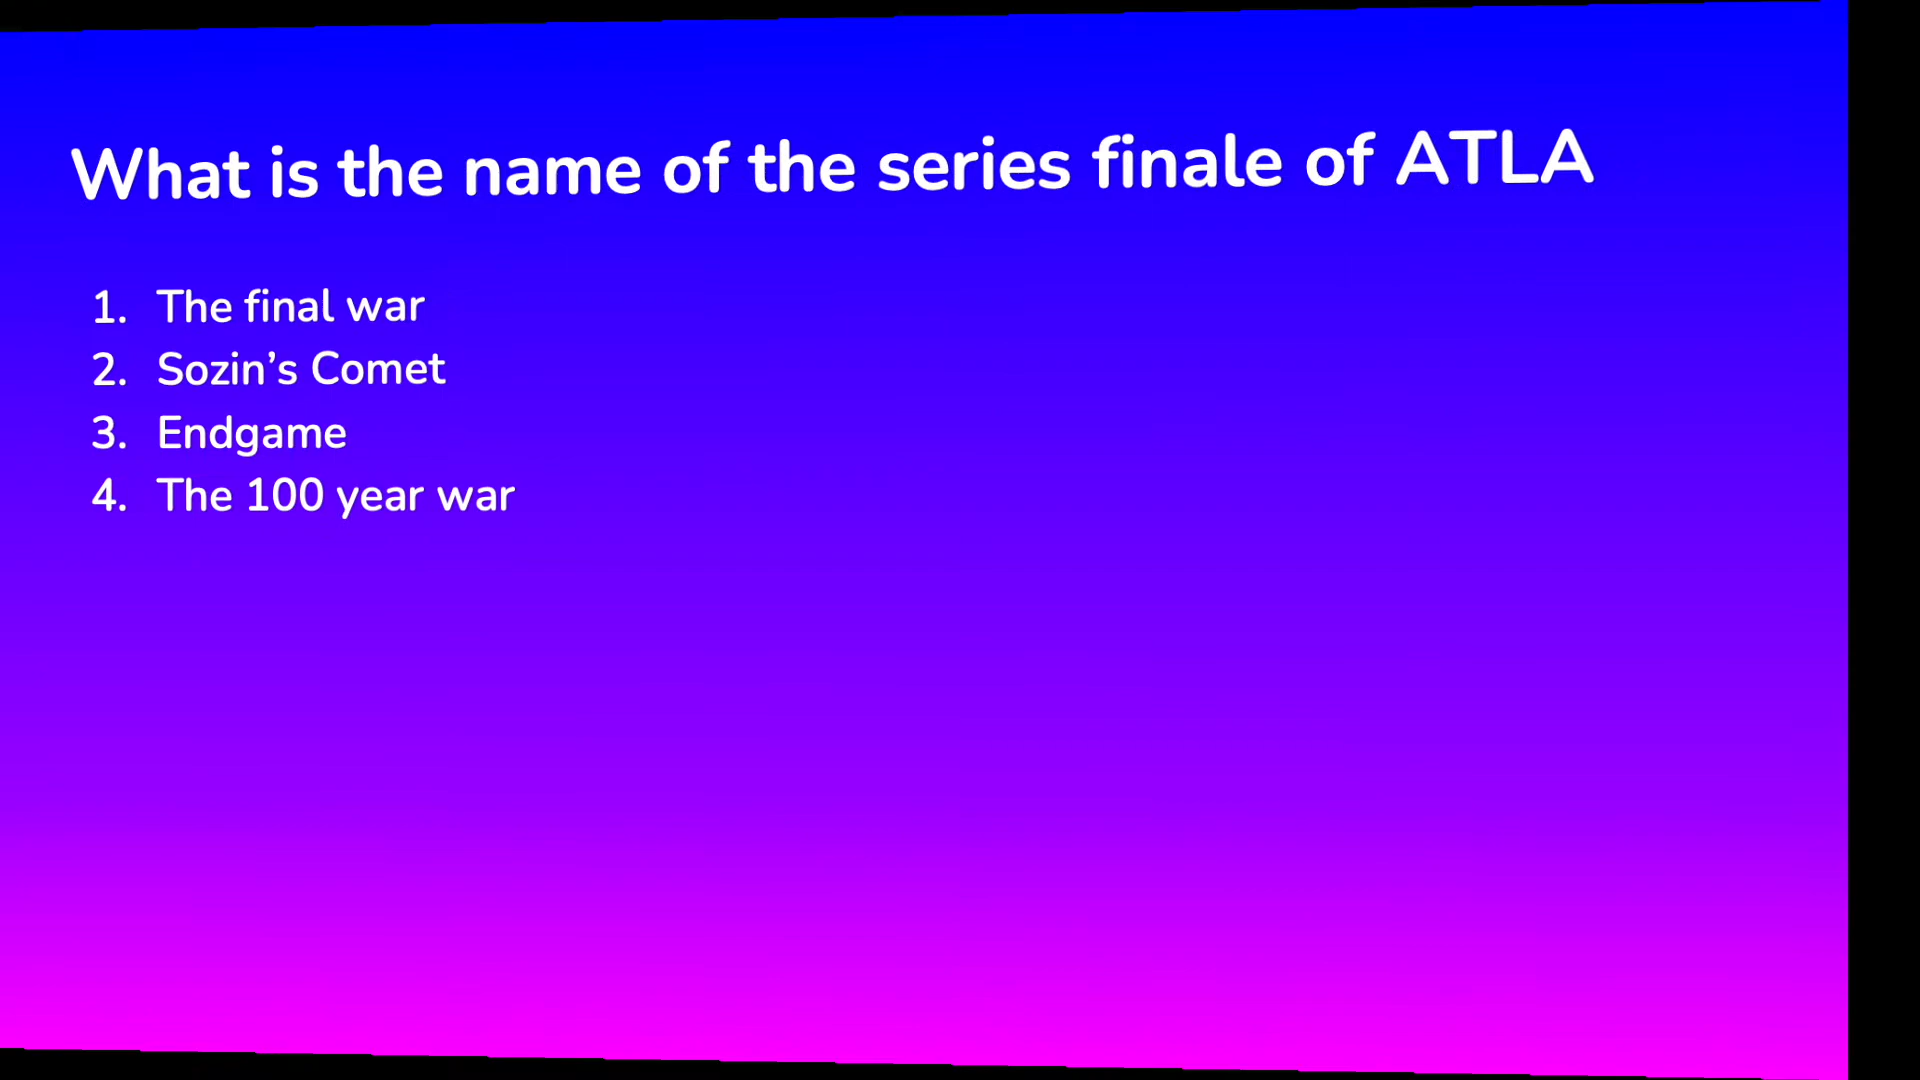 What is the name of the series finale of ATLA
1. The final war
2. Sozin’s Comet
3. Endgame
4. The 100 year war